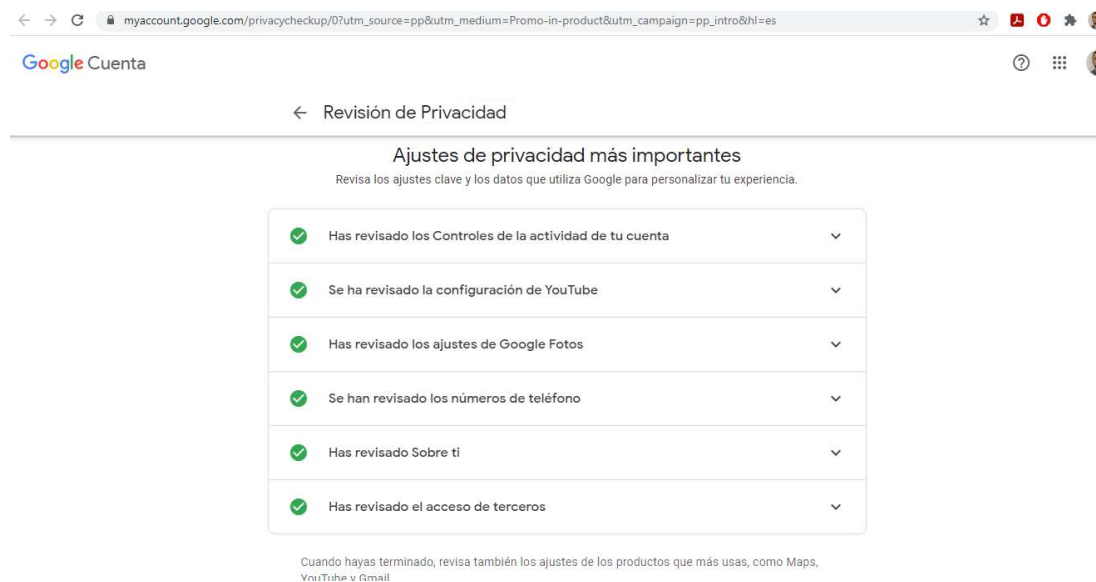 myaccount.google.com/privacycheckup/0?utm_source=pp&utm_medium=Promo-in-product&utm_campaign=pp_intro&hl=es
Google Cuenta
Revisión de Privacidad
Ajustes de privacidad más importantes
Revisa los ajustes clave y los datos que utiliza Google para personalizar tu experiencia.
Has revisado los Controles de la actividad de tu cuenta
Se ha revisado la configuración de YouTube
Has revisado los ajustes de Google Fotos
Se han revisado los números de teléfono
Has revisado Sobre ti
Has revisado el acceso de terceros
Cuando hayas terminado, revisa también los ajustes de los productos que más usas, como Maps,
YouTube y Gmail